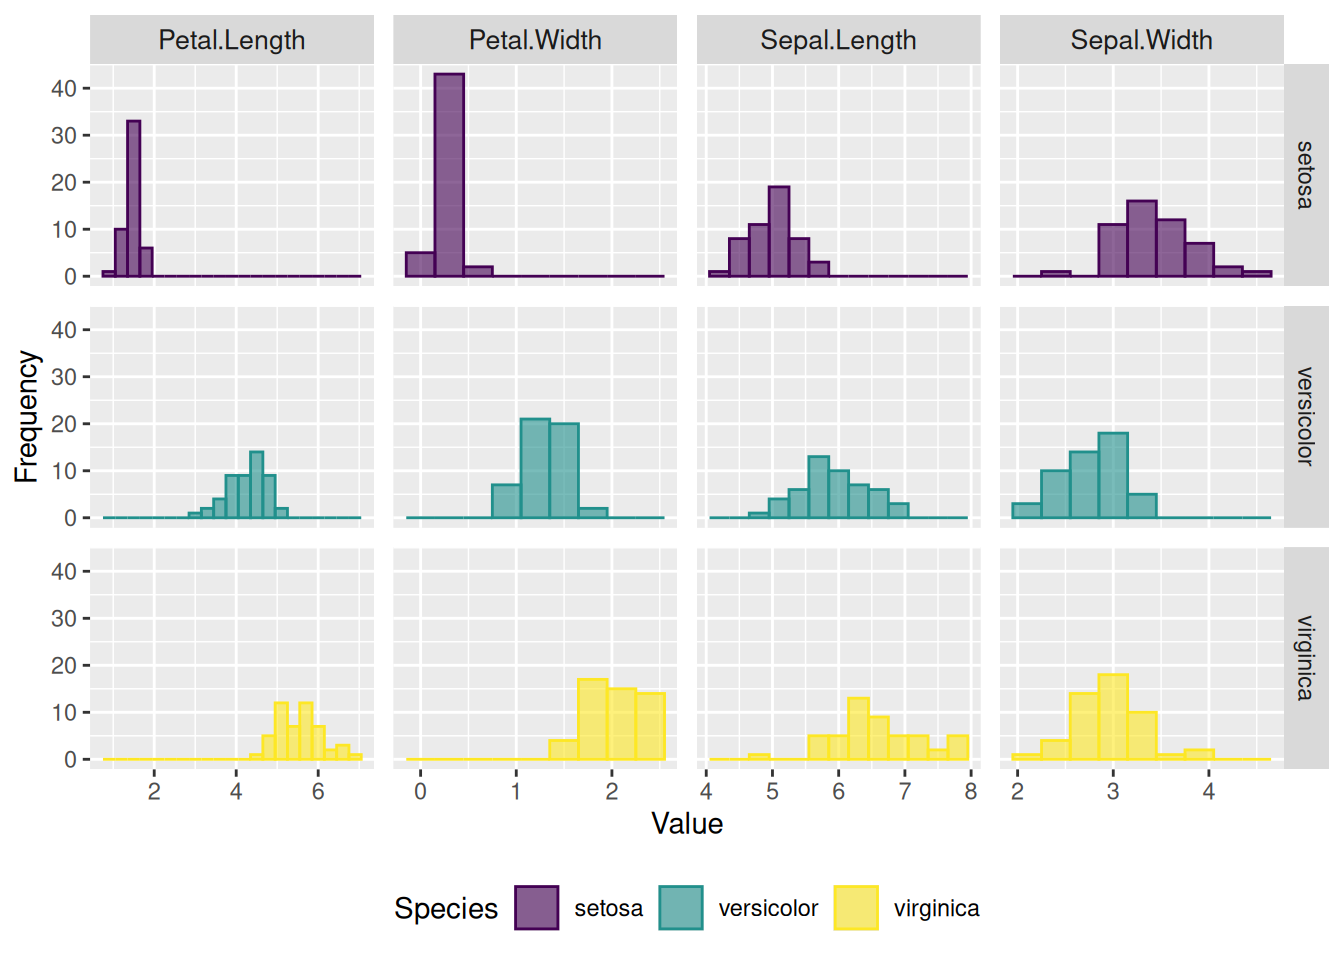 Petal.Length Petal.Width Sepal.Length Sepal.Width
40
30
20
10
0
setosa
40
30
20
10
0
versicolor
40
30
20
10
0
virginica
Frequency
2 4 6 0 1 2 4 5 6 7 8 2 3 4
Value
Species setosa versicolor virginica